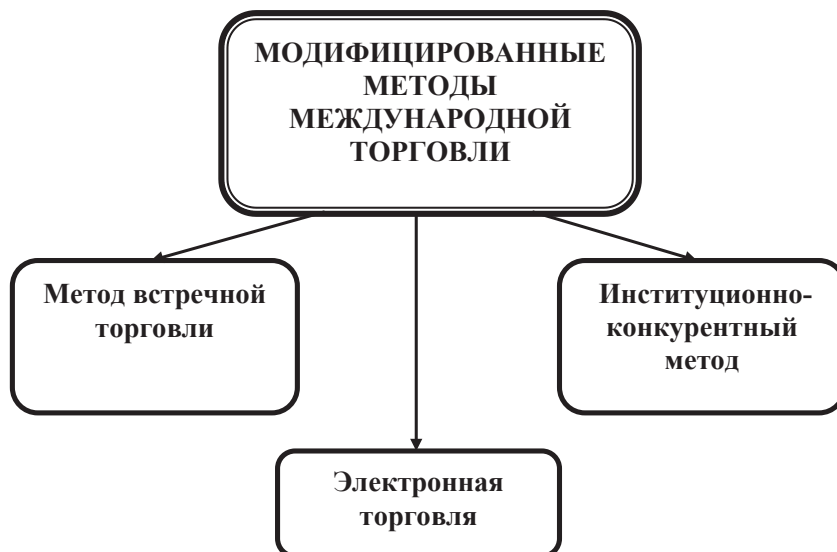 МОДИФИЦИРОВАННЫЕ
МЕТОДЫ
МЕЖДУНАРОДНОЙ
ТОРГОВЛИ
Метод встречной
торговли
Институционно-
конкурентный
метод
Электронная
торговля